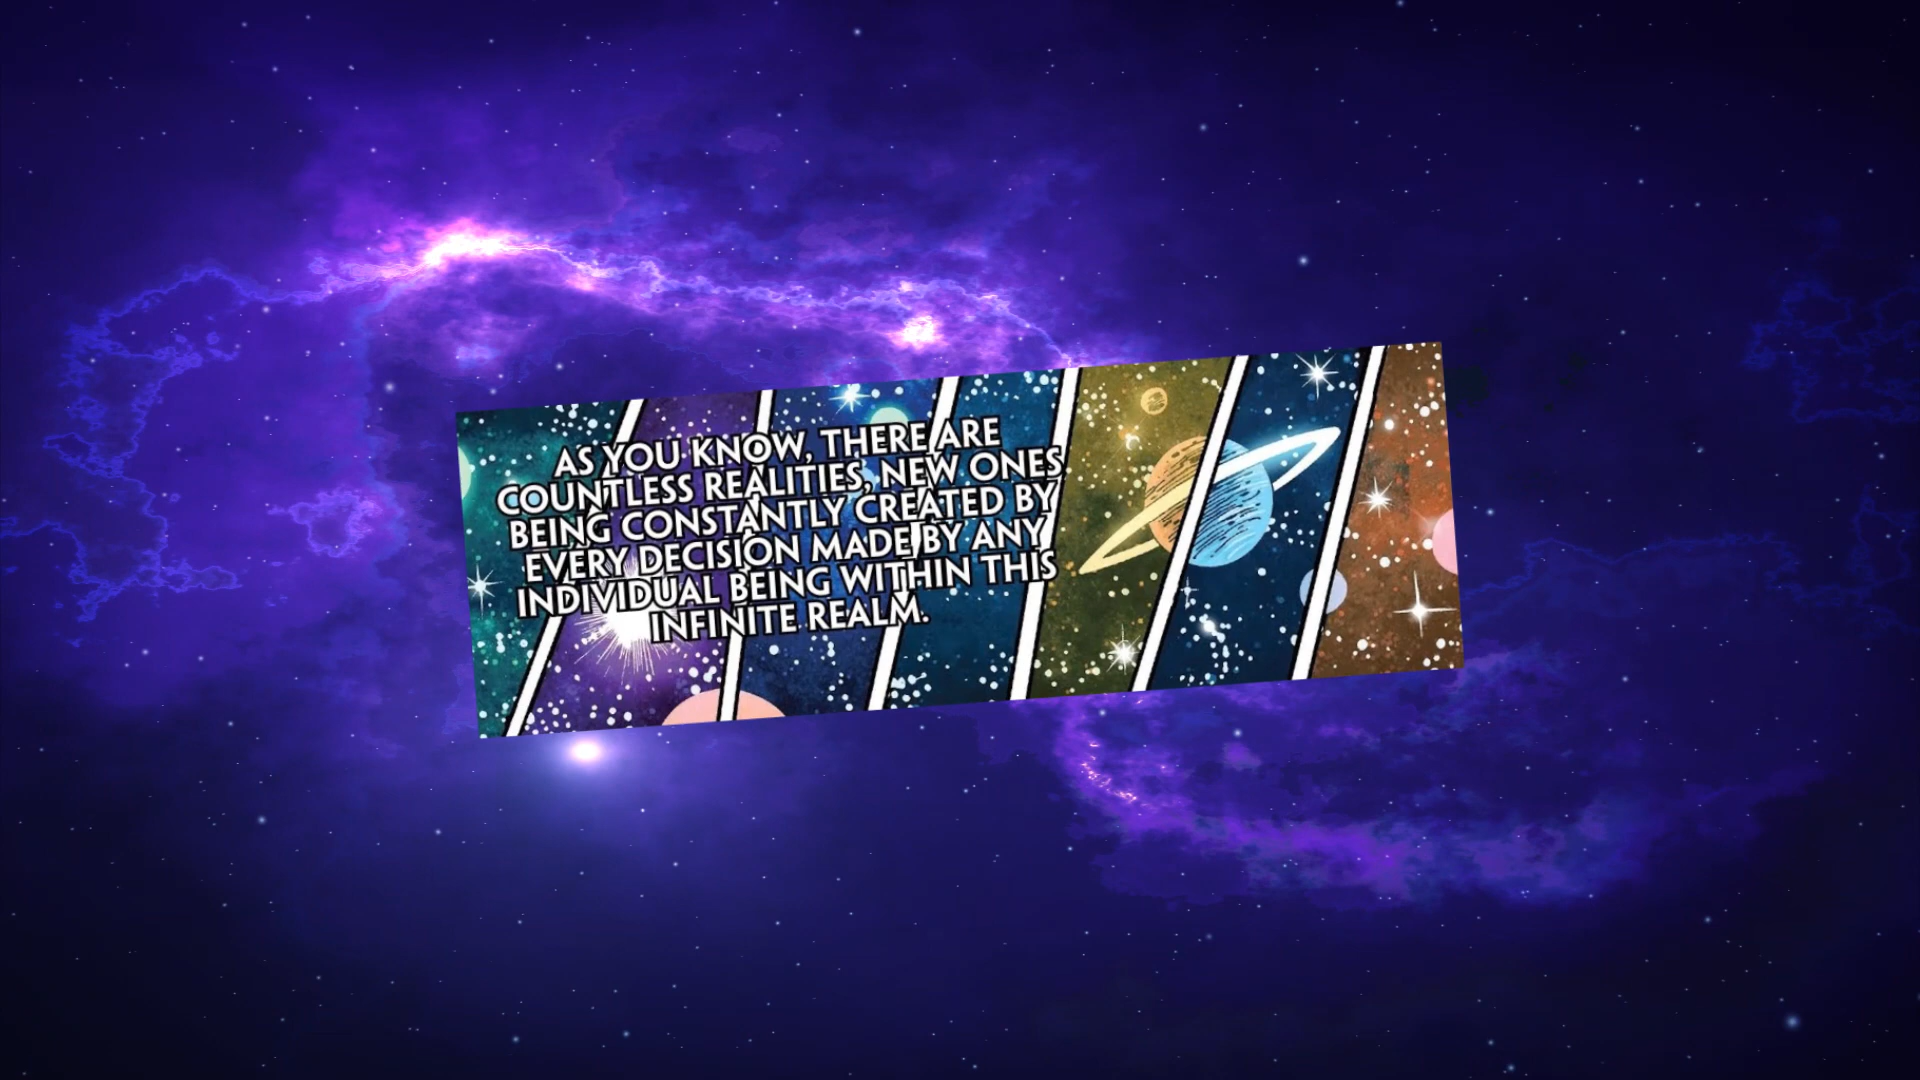 AS YOU KNOW, THERE ARE
COUNTLESS REALITIES, NEW ONES
BEING CONSTANTLY CREATED BY
EVERY DECISION MADE BY ANY
INDIVIDUAL BEING WITHIN THIS
INFINITE REALM.